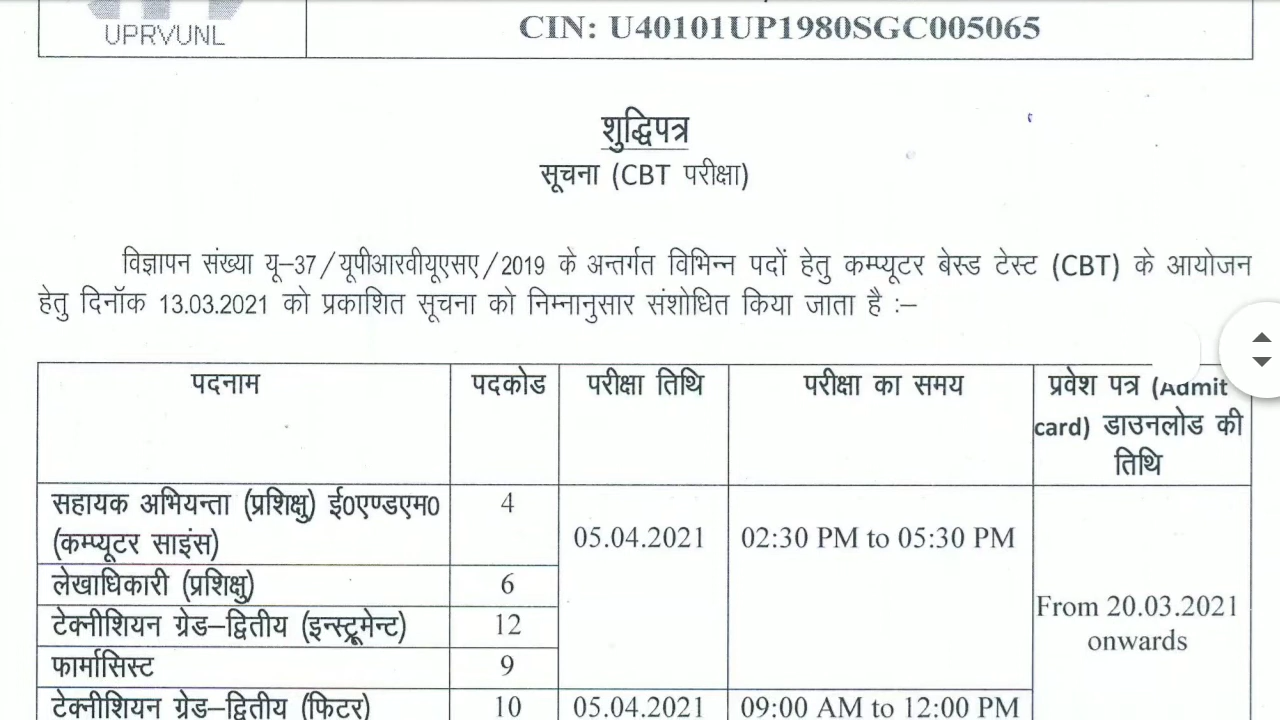 UPRVUNL
CIN: U40101UP1980SGC005065
शुद्धिपत्र
सूचना (CBT परीक्षा)
विज्ञापन संख्या यू–37/यूपीआरवीयूएसए/2019 के अन्तर्गत विभिन्न पदों हेतु कम्प्यूटर बेस्ड टेस्ट (CBT) के आयोजन
हेतु दिनॉक 13.03.2021 को प्रकाशित सूचना को निम्नानुसार संशोधित किया जाता है :–
पदनाम पदकोड परीक्षा तिथि परीक्षा का समय प्रवेश पत्र (Admit
card) डाउनलोड की
तिथि
सहायक अभियन्ता (प्रशिक्षु) ई0एण्डएम0 4
(कम्प्यूटर साइंस) 05.04.2021 02:30 PM to 05:30 PM
लेखाधिकारी (प्रशिक्षु) 6
टेक्नीशियन ग्रेड–द्वितीय (इन्स्ट्रूमेन्ट) 12 From 20.03.2021
फार्मासिस्ट 9 onwards
टेक्नीशियन ग्रेड–द्वितीय (फिटर) 10 05.04.2021 09:00 AM to 12:00 PM